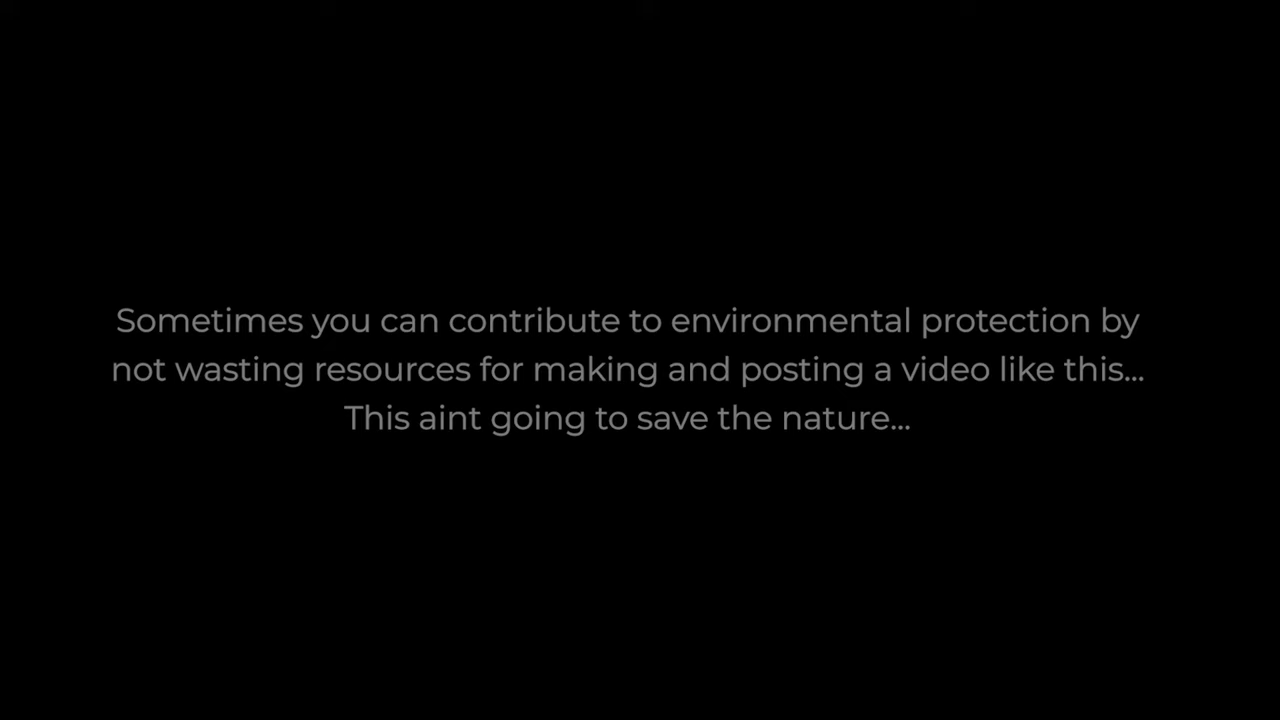 Sometimes you can contribute to environmental protection by
not wasting resources for making and posting a video like this...
This aint going to save the nature...